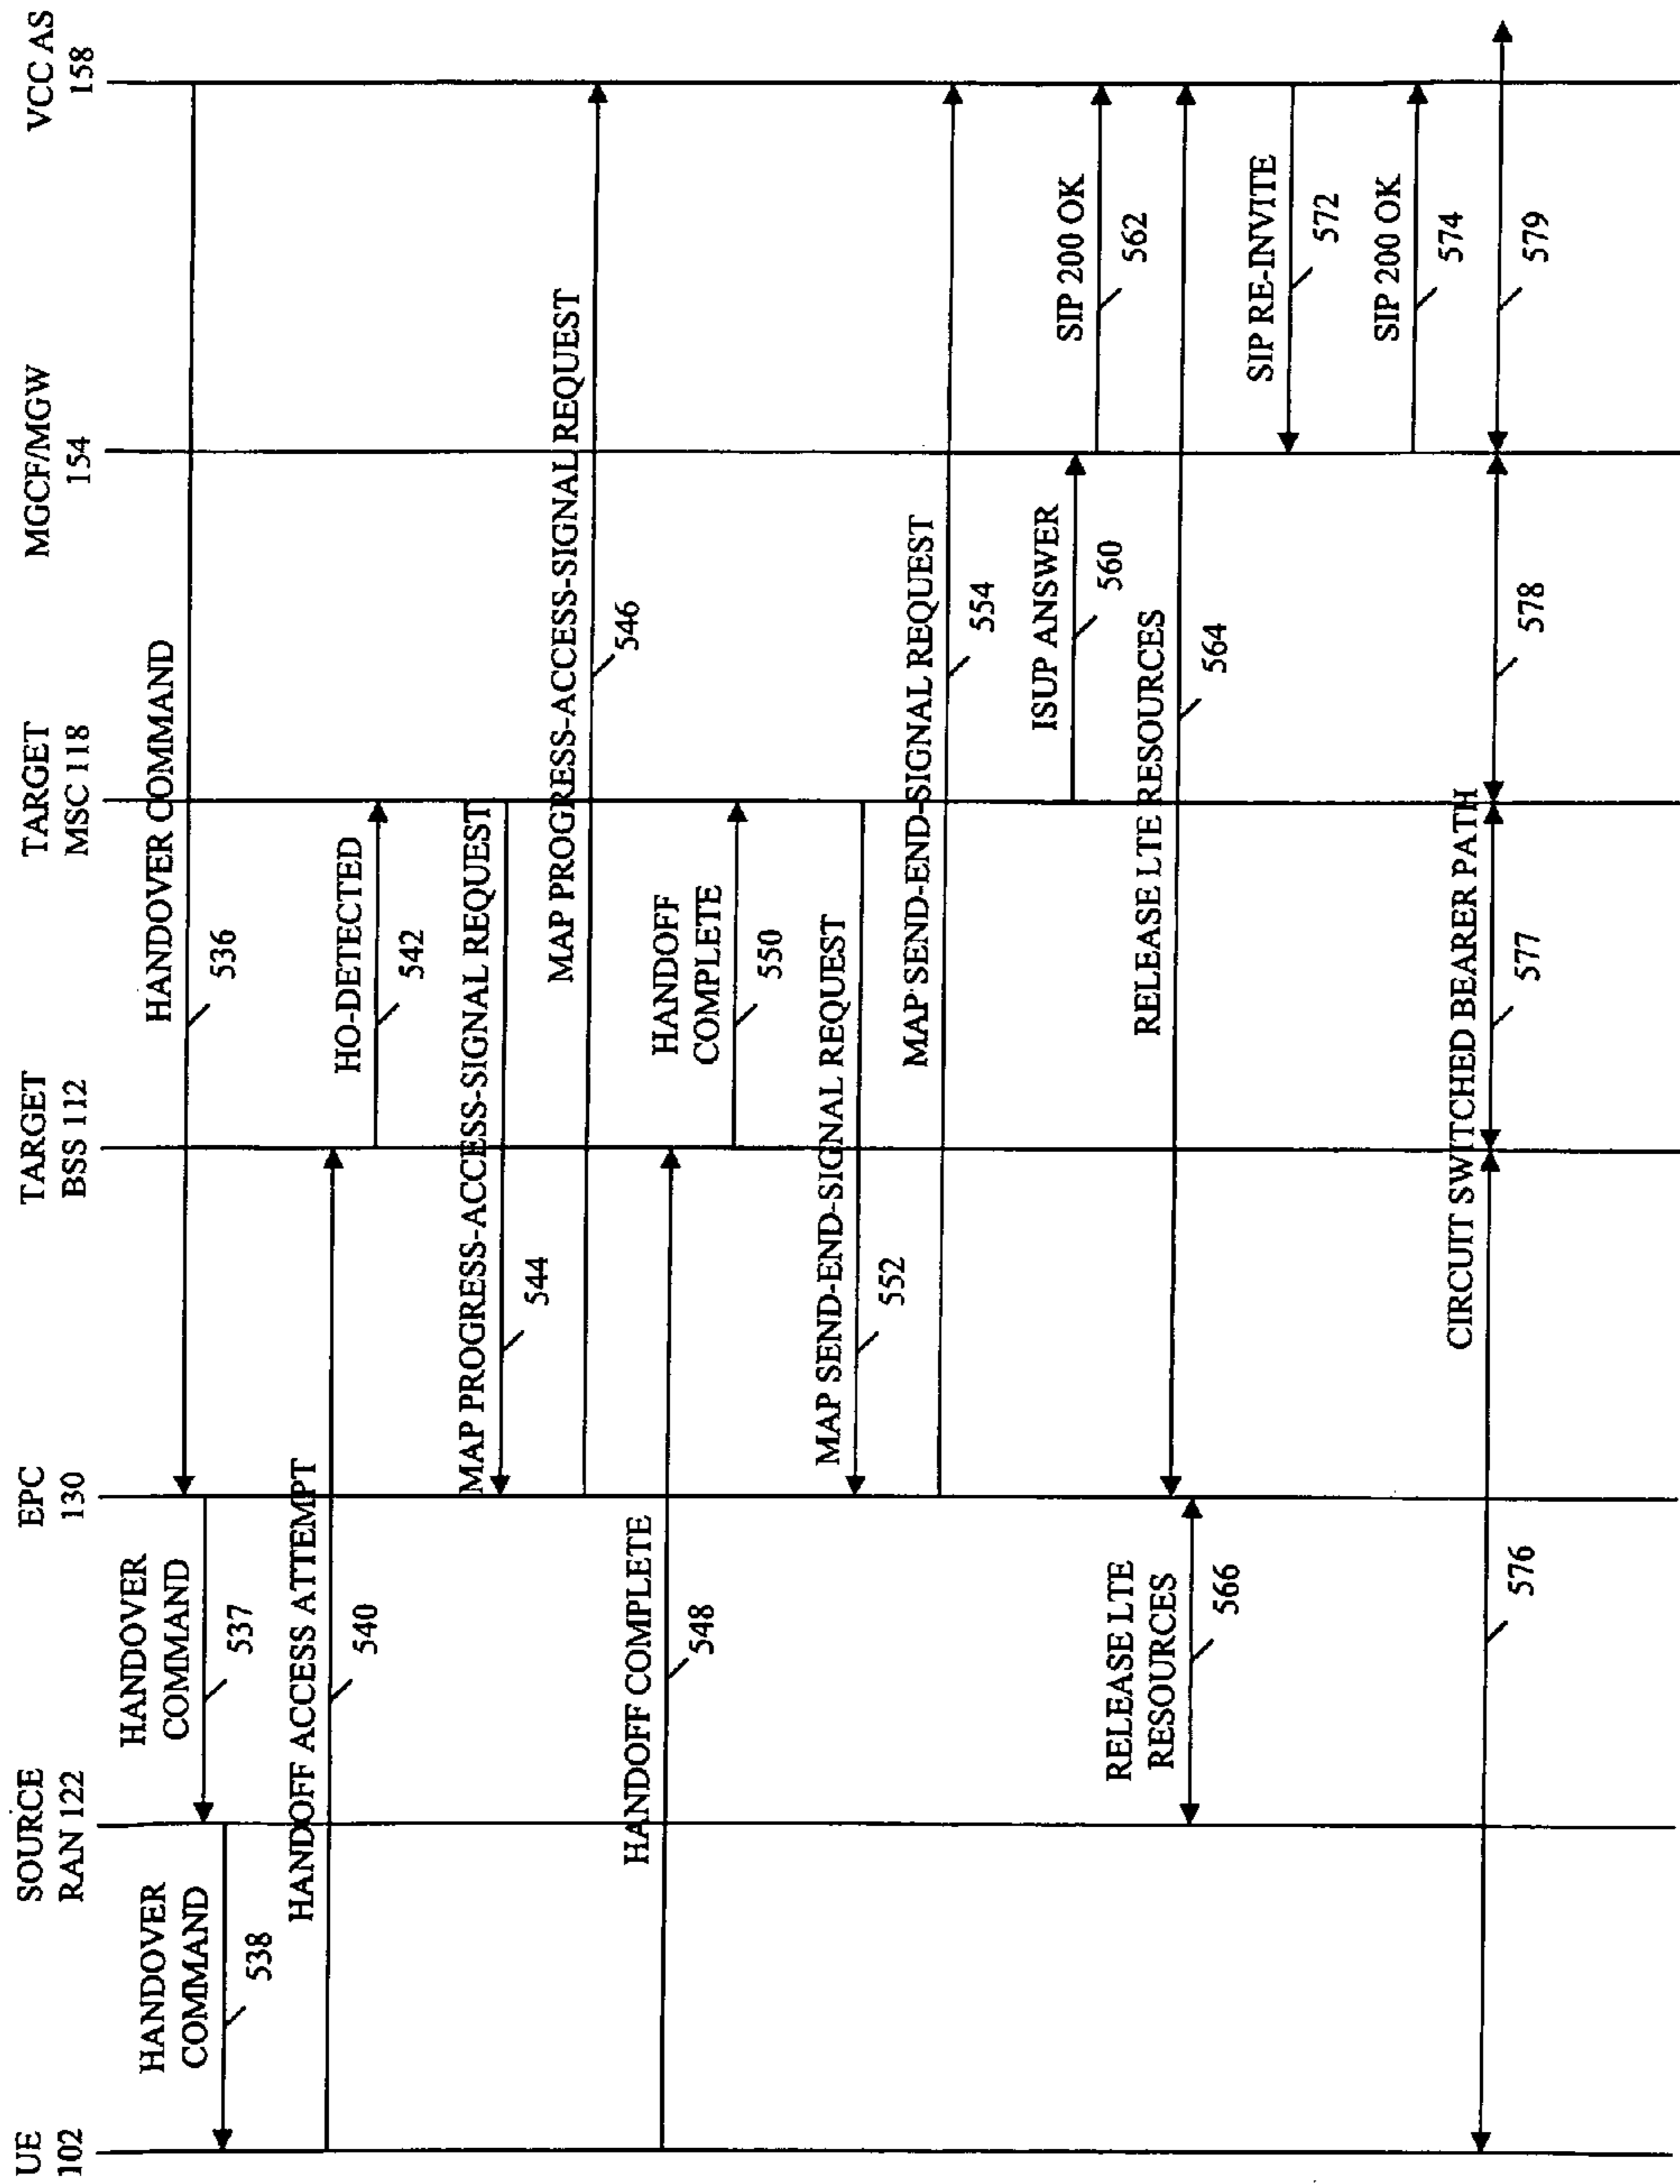 UE
102
SOURCE
RAN 122
EPC
130
TARGET
BSS 112
TARGET
MSC 118
MGCF/MGW
154
VCC AS
158
HANDOVER COMMAND
536
HANDOVER
COMMAND
537
HANDOVER
COMMAND
538
HANDOFF ACCESS ATTEMPT
540
HO-DETECTED
542
MAP PROGRESS-ACCESS-SIGNAL REQUEST
544
MAP PROGRESS-ACCESS-SIGNAL REQUEST
546
HANDOFF COMPLETE
548
HANDOFF
COMPLETE
550
MAP SEND-END-SIGNAL REQUEST
552
MAP SEND-END-SIGNAL REQUEST
554
ISUP ANSWER
560
SIP 200 OK
562
RELEASE LTE RESOURCES
564
RELEASE LTE
RESOURCES
566
SIP RE-INVITE
572
SIP 200 OK
574
CIRCUIT SWITCHED BEARER PATH
576
577
578
579